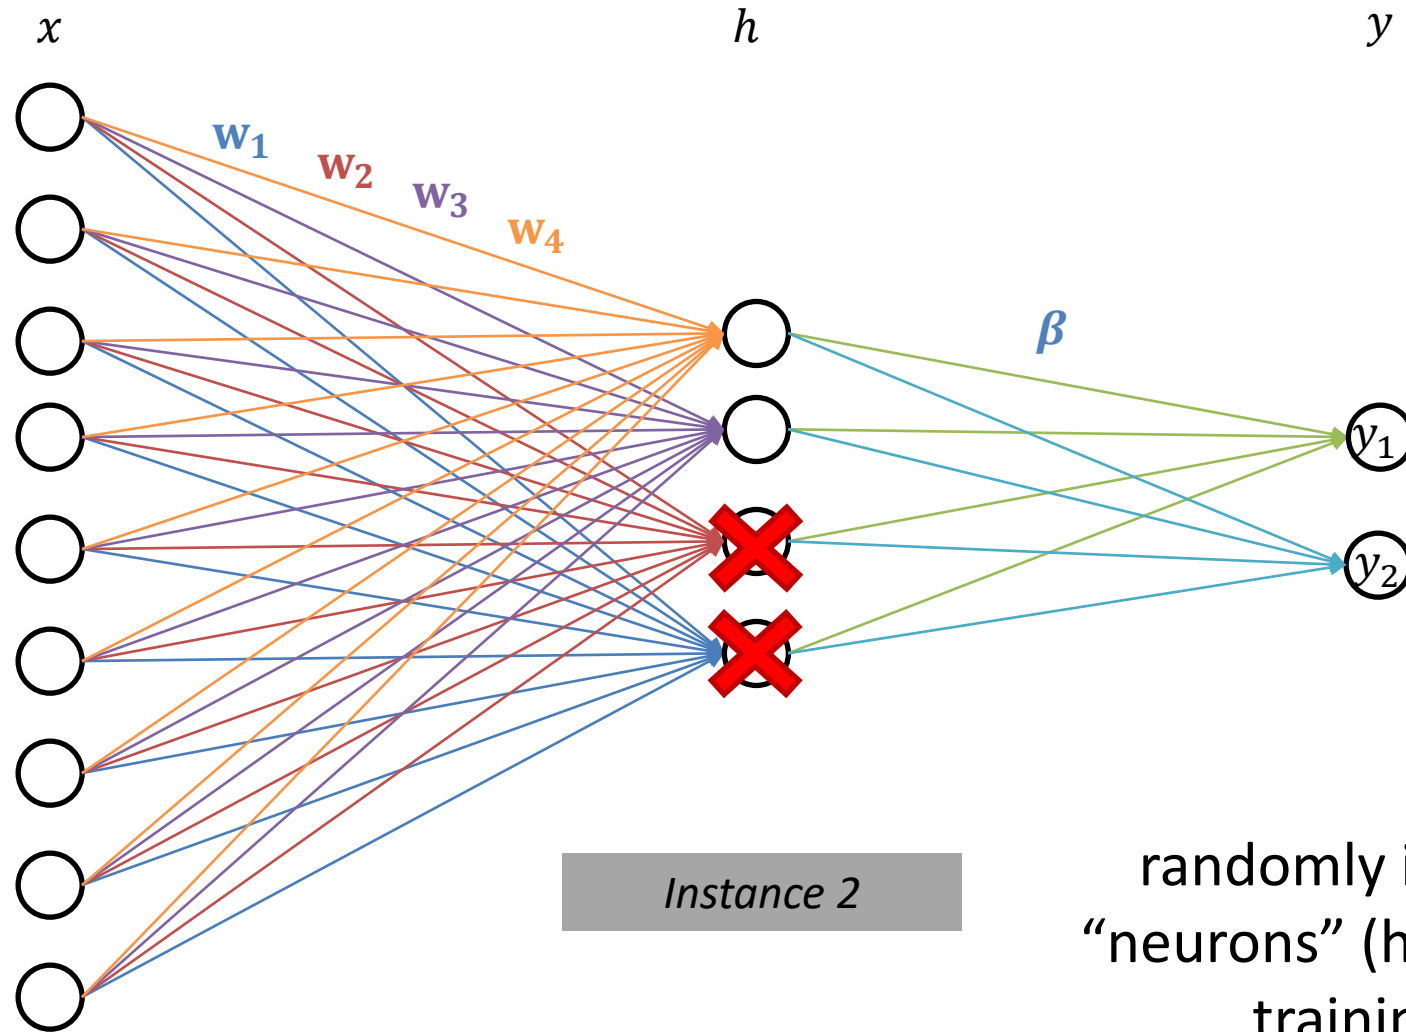 x h y
w₁
w₂
w₃
w₄
β
y₁
y₂
Instance 2
randomly
“neurons”